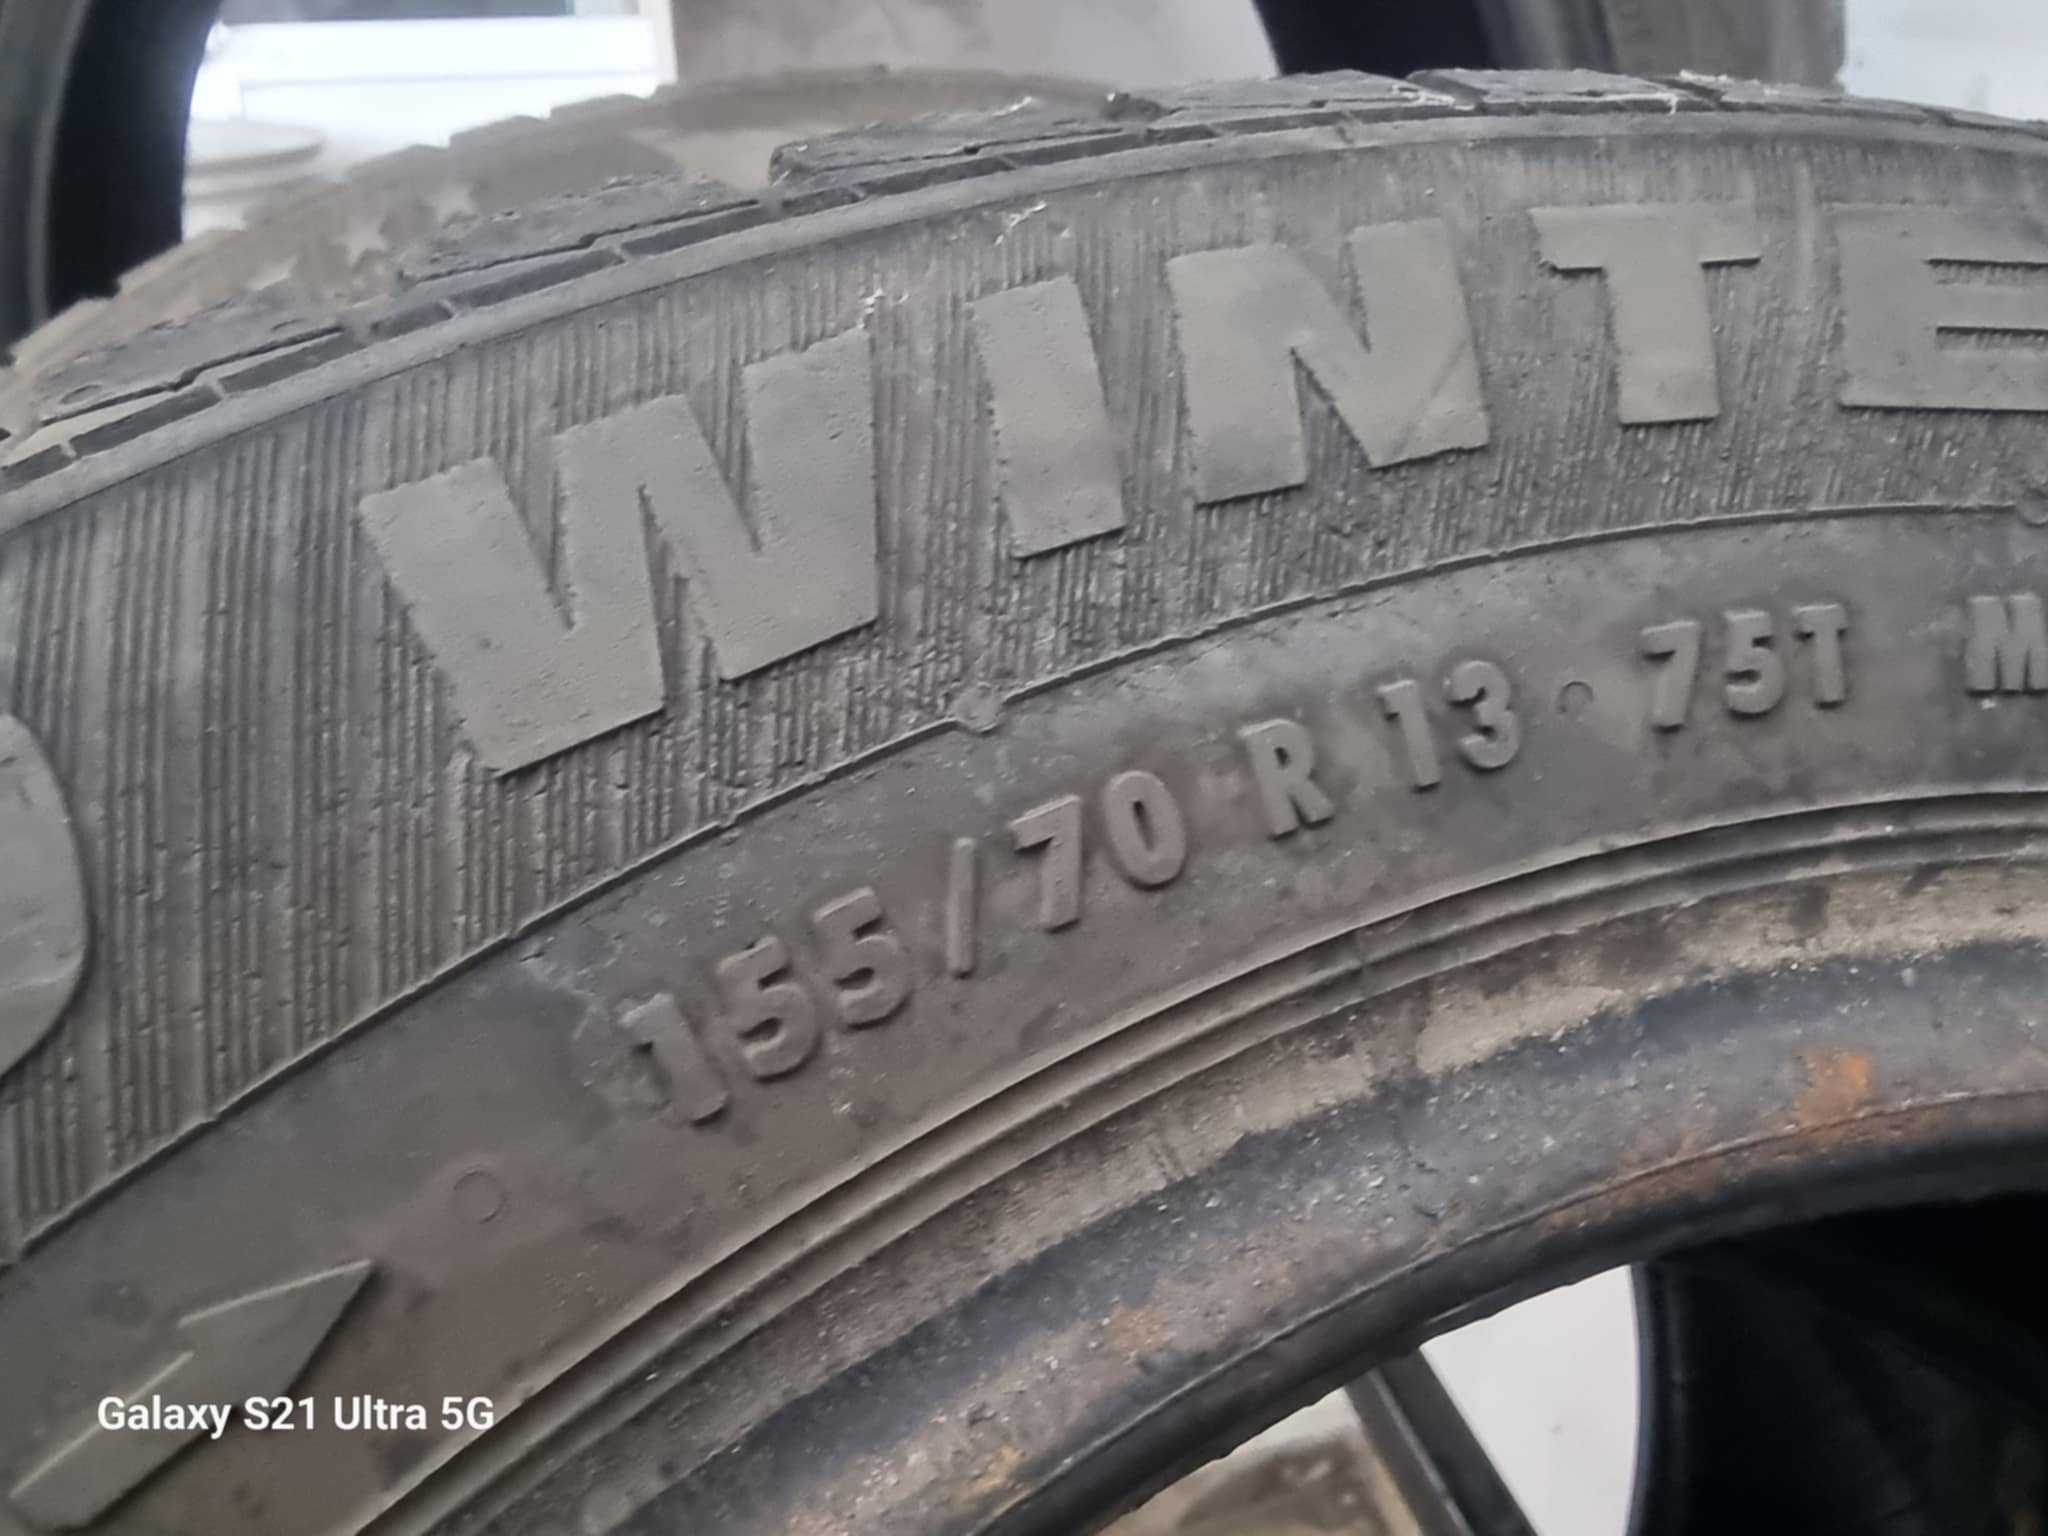 WINTE
155/70 R 13 75T M
Galaxy S21 Ultra 5G